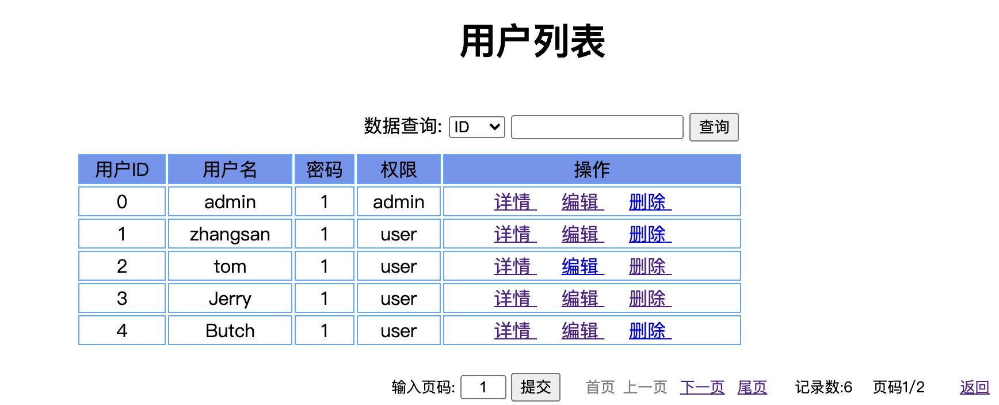 用户列表
数据查询: ID 查询
用户ID 用户名 密码 权限 操作
0 admin 1 admin 详情 编辑 删除
1 zhangsan 1 user 详情 编辑 删除
2 tom 1 user 详情 编辑 删除
3 Jerry 1 user 详情 编辑 删除
4 Butch 1 user 详情 编辑 删除
输入页码: 1 提交 首页 上一页 下一页 尾页 记录数:6 页码1/2 返回